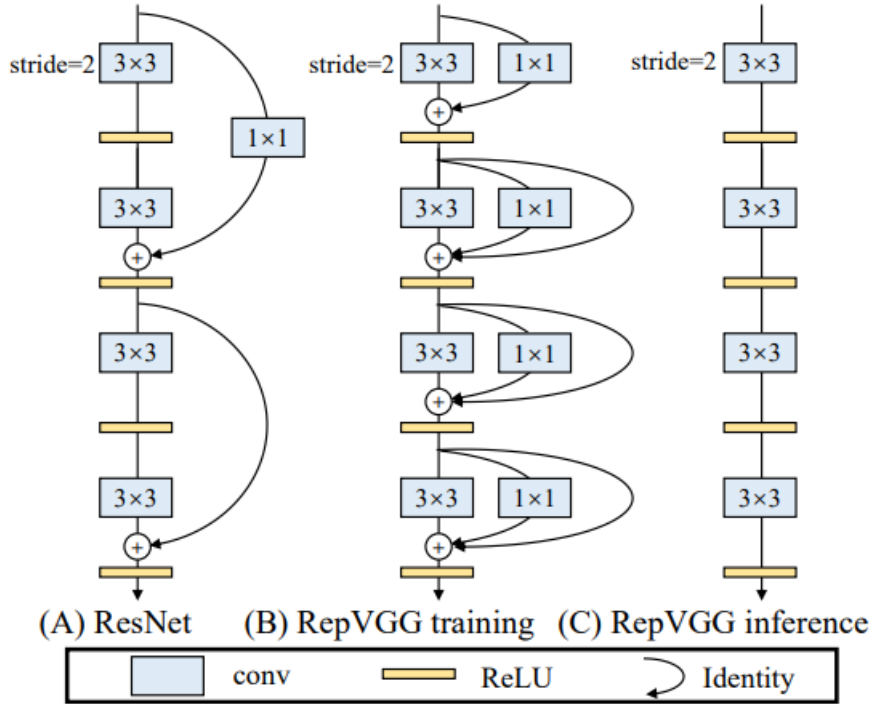 stride=2 3×3 stride=2 3×3 1×1 stride=2 3×3
1×1 +
3×3 3×3 1×1 3×3
+ +
3×3 3×3 1×1 3×3
+
3×3 3×3 1×1 3×3
+ +
(A) ResNet (B) RepVGG training (C) RepVGG inference
conv ReLU Identity